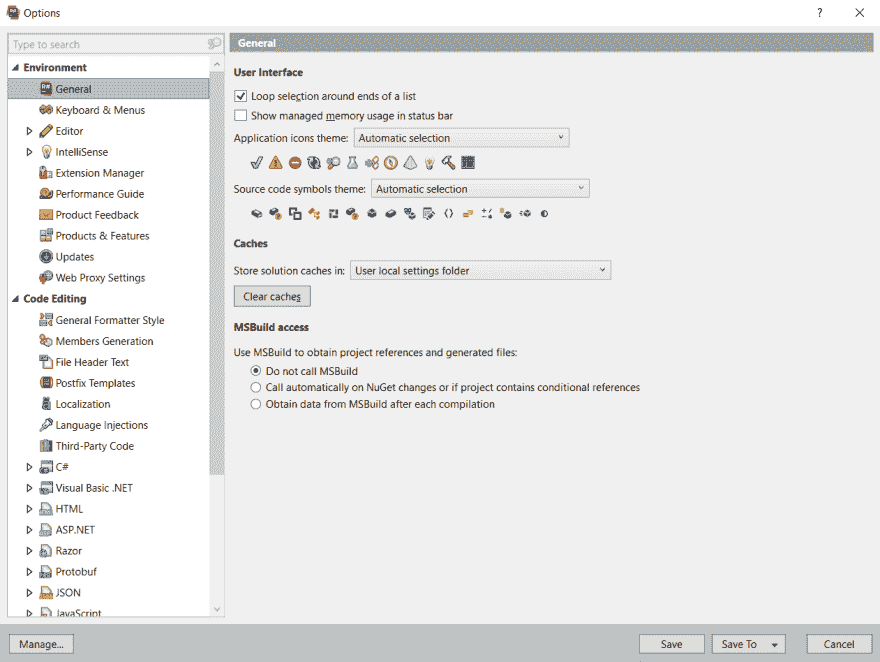 Options
?
Type to search
General
Environment
General
Keyboard & Menus
Editor
IntelliSense
Extension Manager
Performance Guide
Product Feedback
Products & Features
Updates
Web Proxy Settings
Code Editing
General Formatter Style
Members Generation
File Header Text
Postfix Templates
Localization
Language Injections
Third-Party Code
C#
Visual Basic .NET
HTML
ASP.NET
Razor
Protobuf
JSON
JavaScript
User Interface
Loop selection around ends of a list
Show managed memory usage in status bar
Application icons theme: Automatic selection
Source code symbols theme: Automatic selection
Caches
Store solution caches in: User local settings folder
Clear caches
MSBuild access
Use MSBuild to obtain project references and generated files:
Do not call MSBuild
Call automatically on NuGet changes or if project contains conditional references
Obtain data from MSBuild after each compilation
Manage...
Save
Save To
Cancel